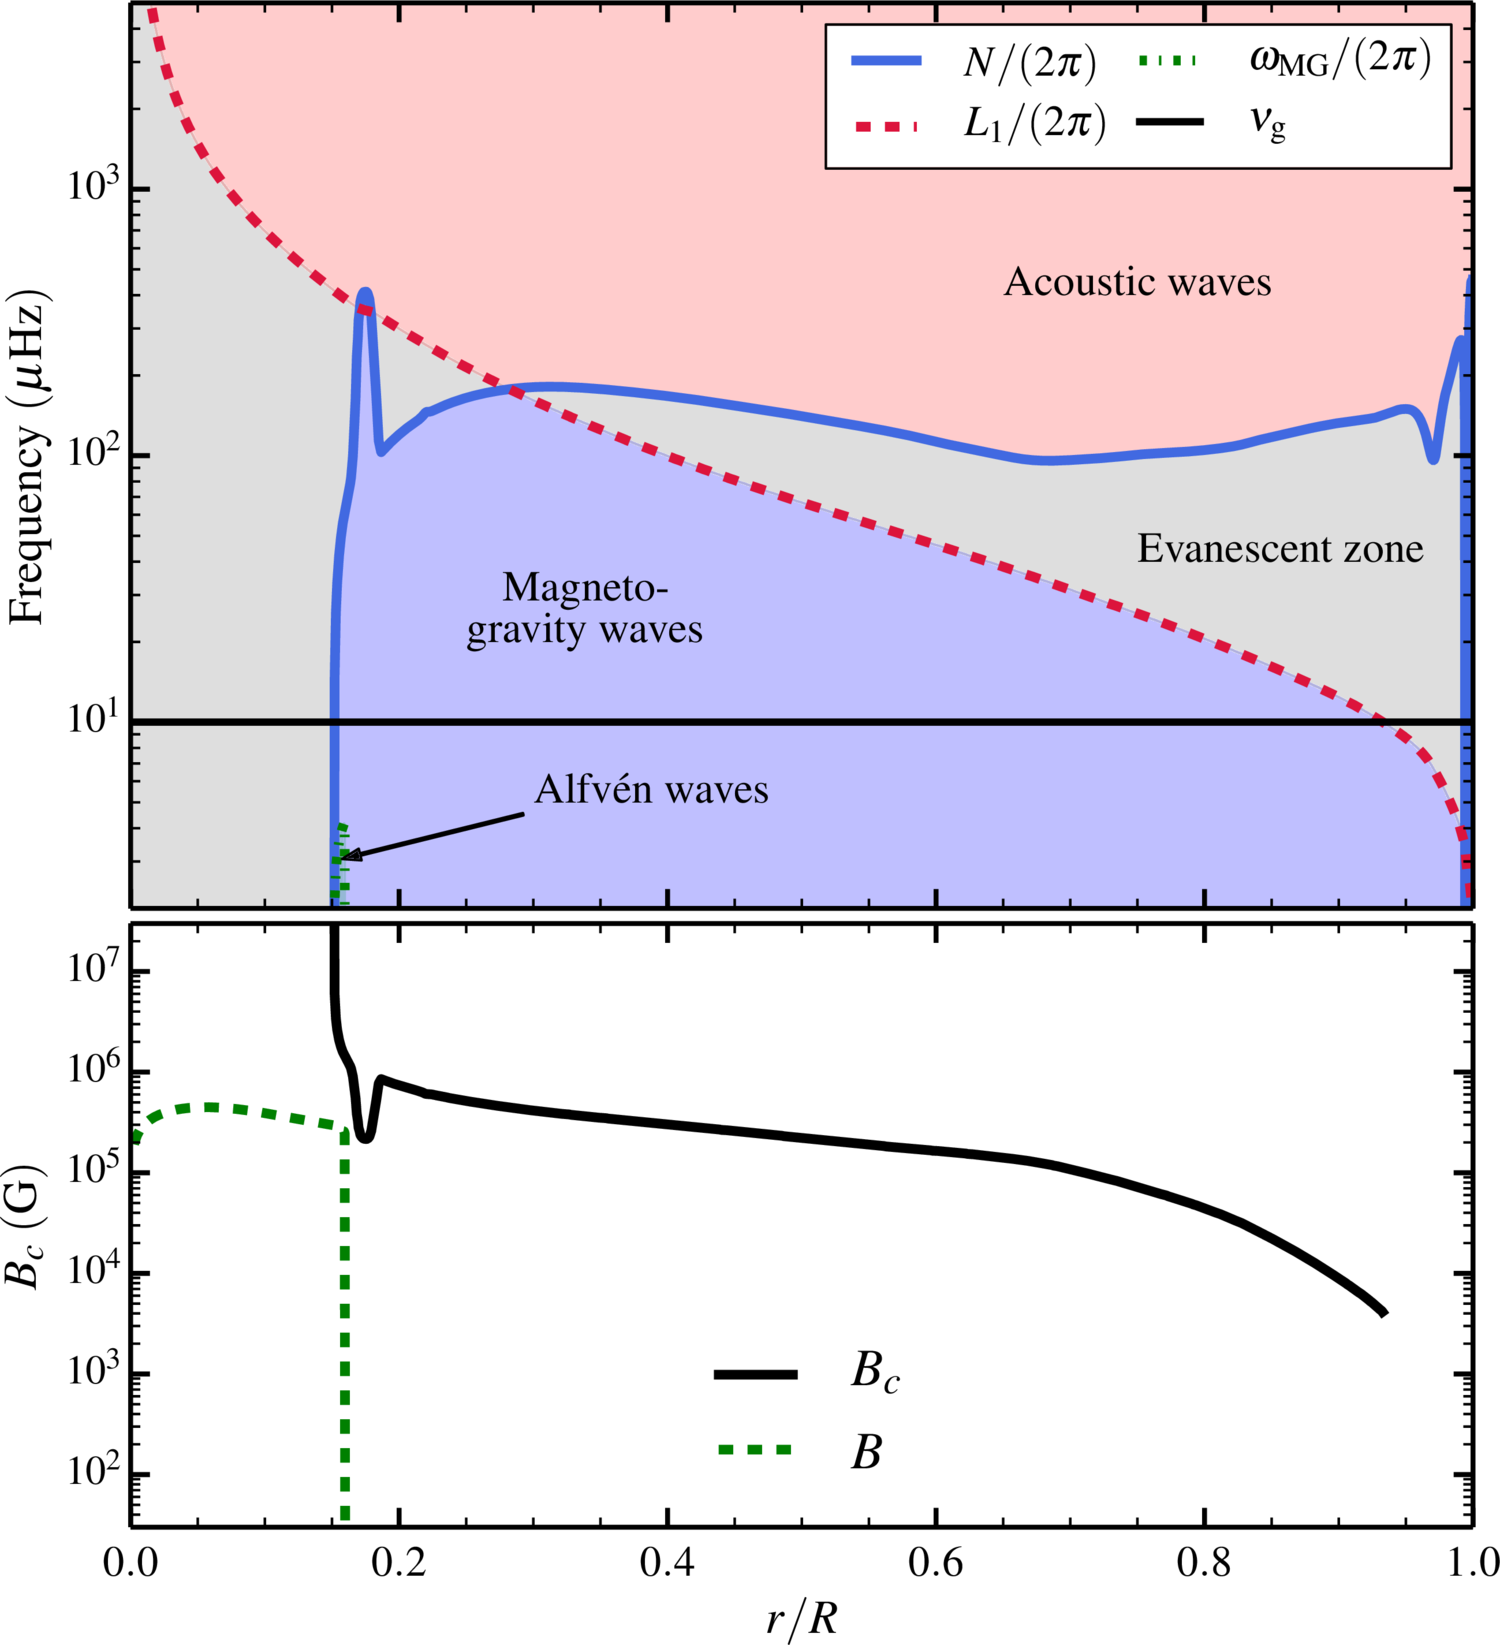 N/(2π)
ω_MG/(2π)
L_1/(2π)
ν_g
10^3
Acoustic waves
Frequency (μHz)
10^2
Evanescent zone
Magneto-
gravity waves
10^1
Alfvén waves
10^7
10^6
10^5
B_c (G)
10^4
10^3
B_c
B
10^2
0.0 0.2 0.4 0.6 0.8 1.0
r/R